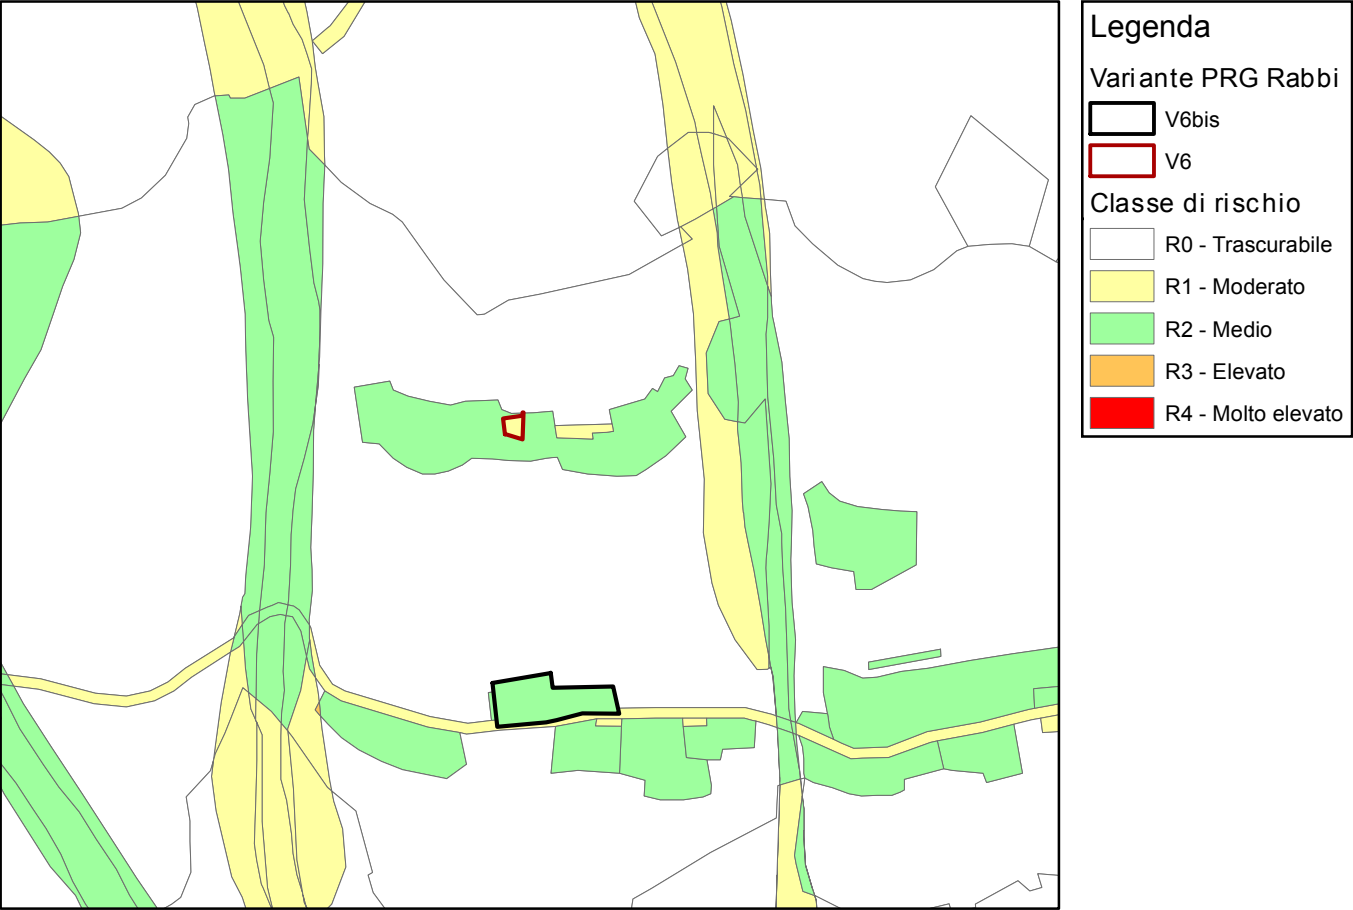 Legenda
Variante PRG Rabbi
V6bis
V6
Classe di rischio
R0 - Trascurabile
R1 - Moderato
R2 - Medio
R3 - Elevato
R4 - Molto elevato